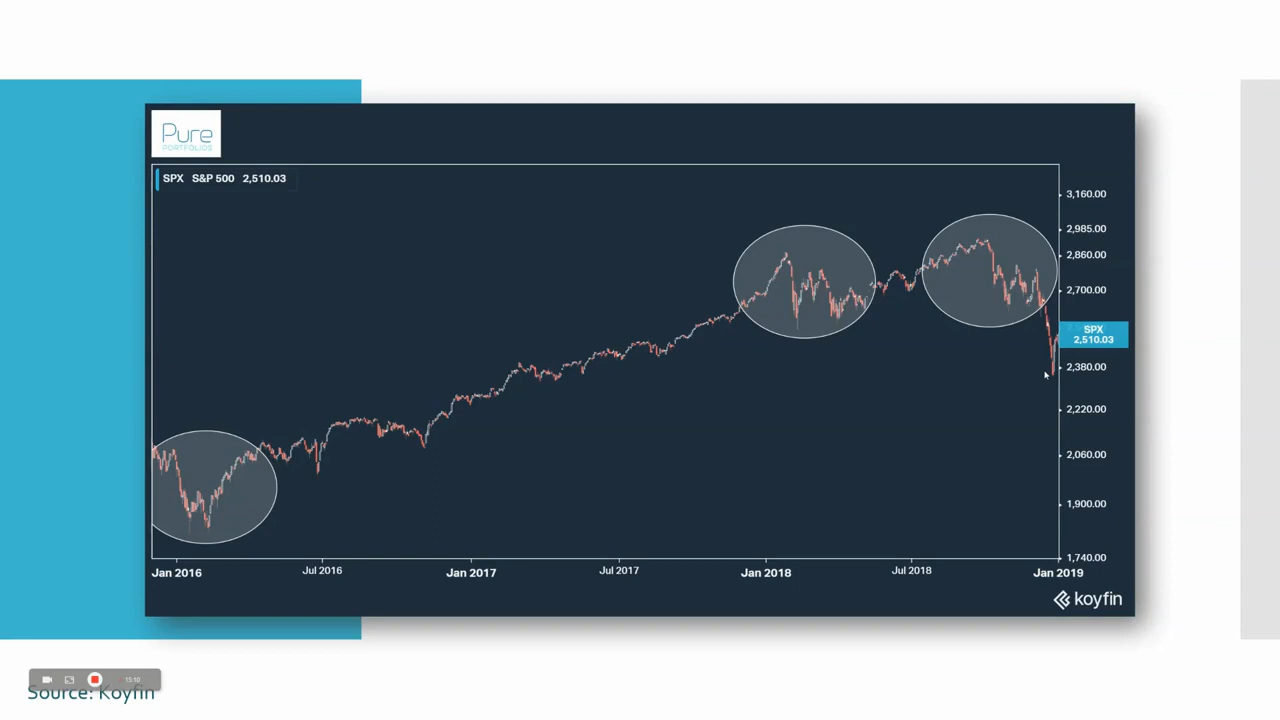 Pure
PORTFOLIOS
SPX S&P 500 2,510.03
3,160.00
2,985.00
2,860.00
2,700.00
SPX
2,510.03
2,380.00
2,220.00
2,060.00
1,900.00
1,740.00
Jan 2016
Jul 2016
Jan 2017
Jul 2017
Jan 2018
Jul 2018
Jan 2019
koyfin
15:10
Source: Koyfin